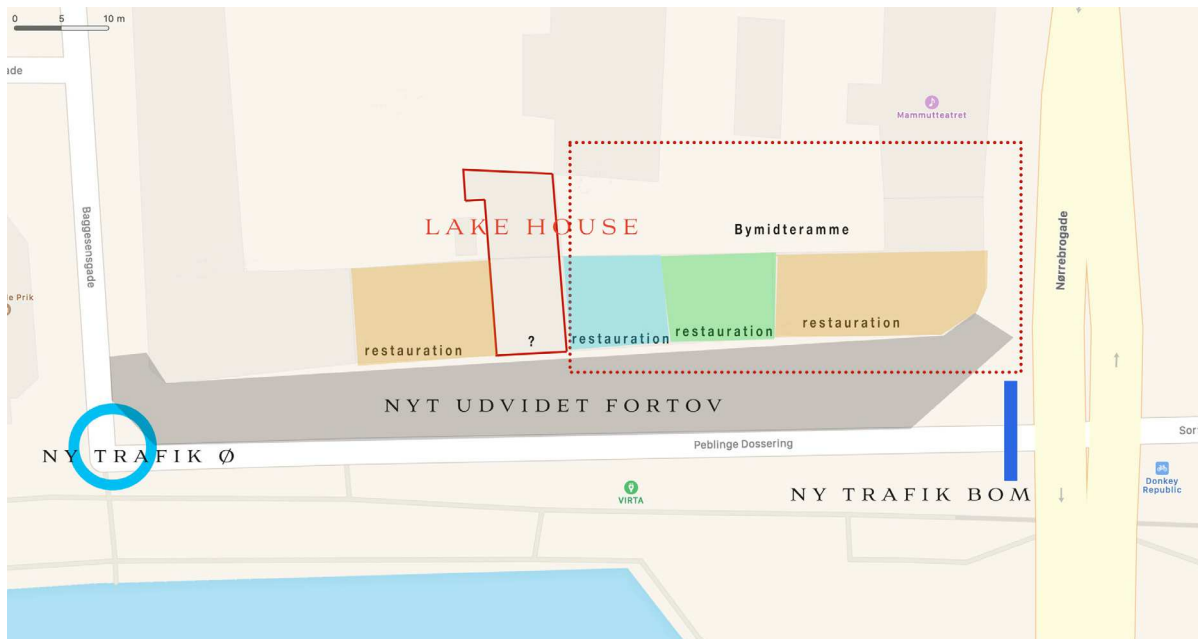 0 5 10 m
ade
Mammutteatret
Baggesensgade
LAKE HOUSE
Bymidteramme
Nørrebrogade
e Prik
restauration
?
restauration
restauration
restauration
NYT UDVIDET FORTOV
NY TRAFIK Ø
Peblinge Dossering
Sor
VIRTA
NY TRAFIK BOM
Donkey
Republic